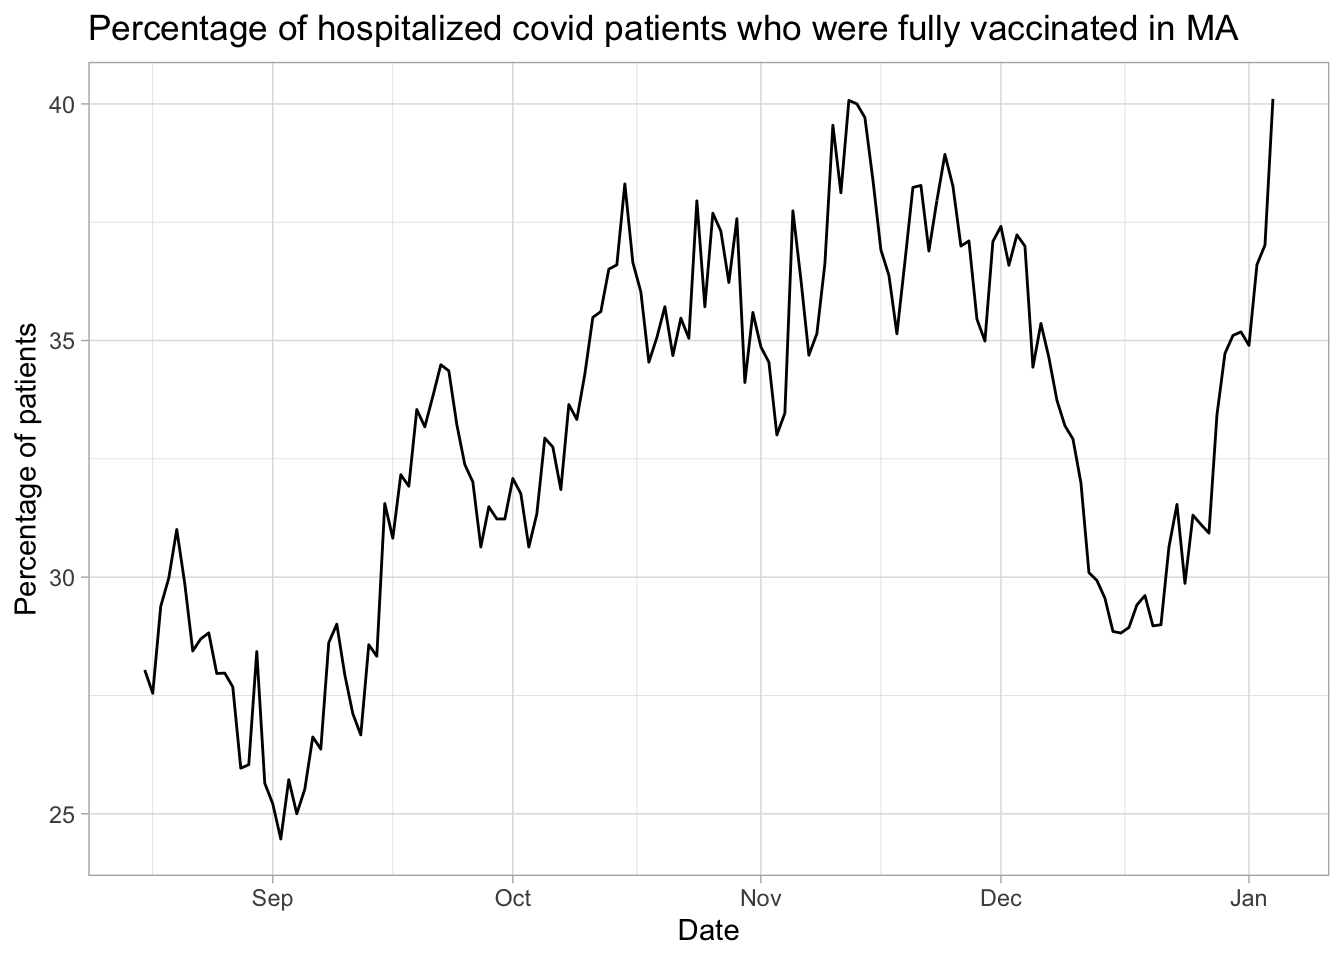 Percentage of hospitalized covid patients who were fully vaccinated in MA
40
35
30
25
Percentage of patients
Sep Oct Nov Dec Jan
Date